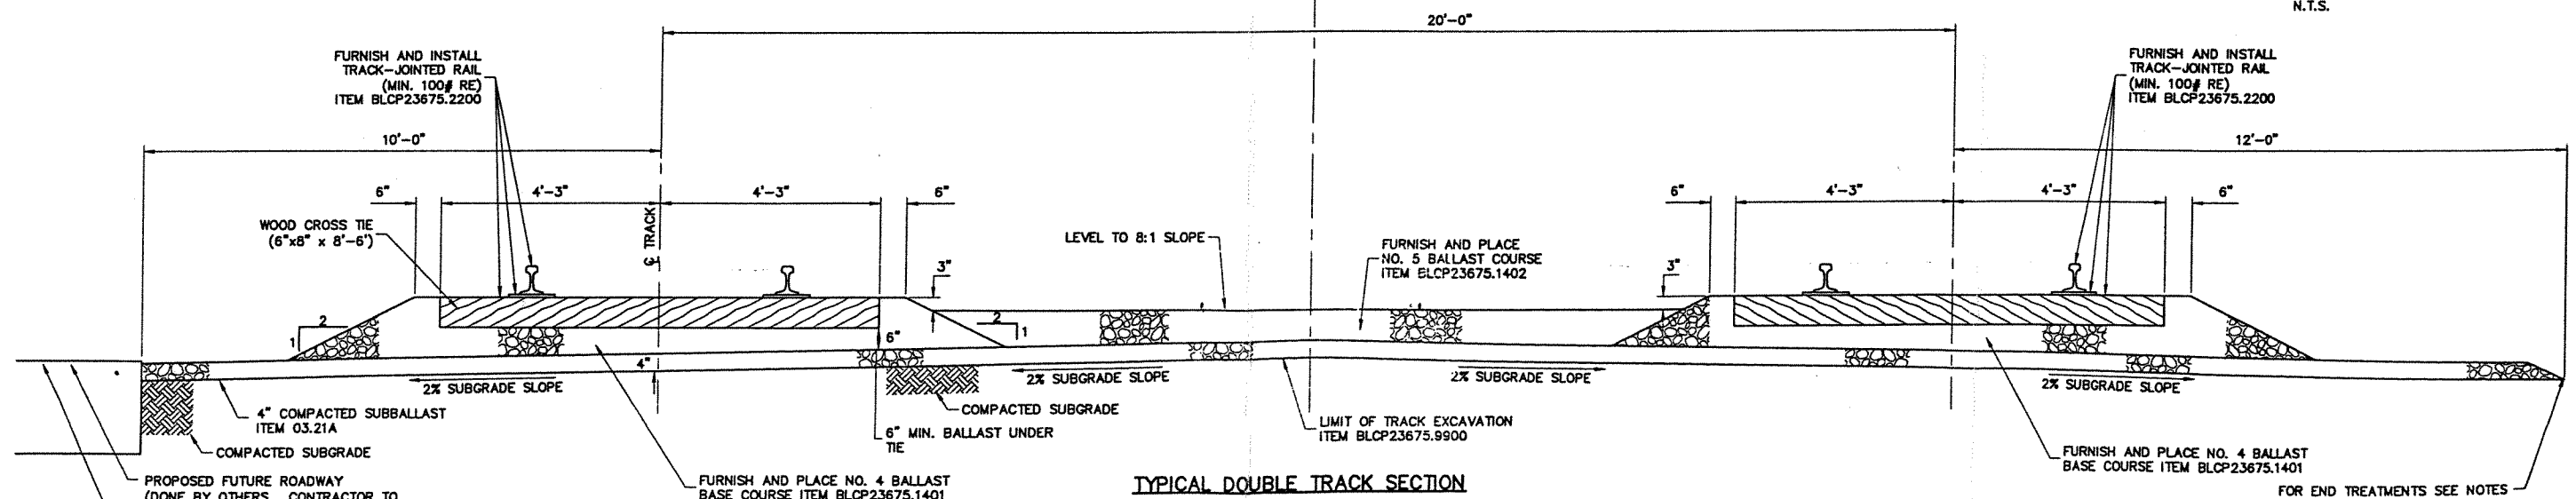 N.T.S.
20'-0"
FURNISH AND INSTALL
TRACK-JOINTED RAIL
(MIN. 100# RE)
ITEM BLCP23675.2200
FURNISH AND INSTALL
TRACK-JOINTED RAIL
(MIN. 100# RE)
ITEM BLCP23675.2200
10'-0"
12'-0"
6"
4'-3"
4'-3"
6"
6"
4'-3"
4'-3"
6"
WOOD CROSS TIE
(6"x8" x 8'-6')
℄ TRACK
LEVEL TO 8:1 SLOPE
FURNISH AND PLACE
NO. 5 BALLAST COURSE
ITEM BLCP23675.1402
3"
3"
2
1
2
1
6"
4"
2% SUBGRADE SLOPE
2% SUBGRADE SLOPE
2% SUBGRADE SLOPE
2% SUBGRADE SLOPE
4" COMPACTED SUBBALLAST
ITEM 03.21A
COMPACTED SUBGRADE
COMPACTED SUBGRADE
6" MIN. BALLAST UNDER
TIE
LIMIT OF TRACK EXCAVATION
ITEM BLCP23675.9900
FURNISH AND PLACE NO. 4 BALLAST
BASE COURSE ITEM BLCP23675.1401
PROPOSED FUTURE ROADWAY
(DONE BY OTHERS CONTRACTOR TO
FURNISH AND PLACE NO. 4 BALLAST
BASE COURSE ITEM BLCP23675.1401
TYPICAL DOUBLE TRACK SECTION
FOR END TREATMENTS SEE NOTES